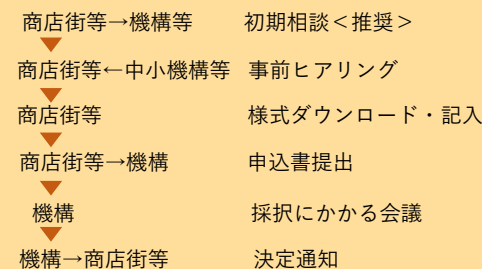 商店街等→機構等 初期相談＜推奨＞
商店街等←中小機構等 事前ヒアリング
商店街等 様式ダウンロード・記入
商店街等→機構 申込書提出
機構 採択にかかる会議
機構→商店街等 決定通知